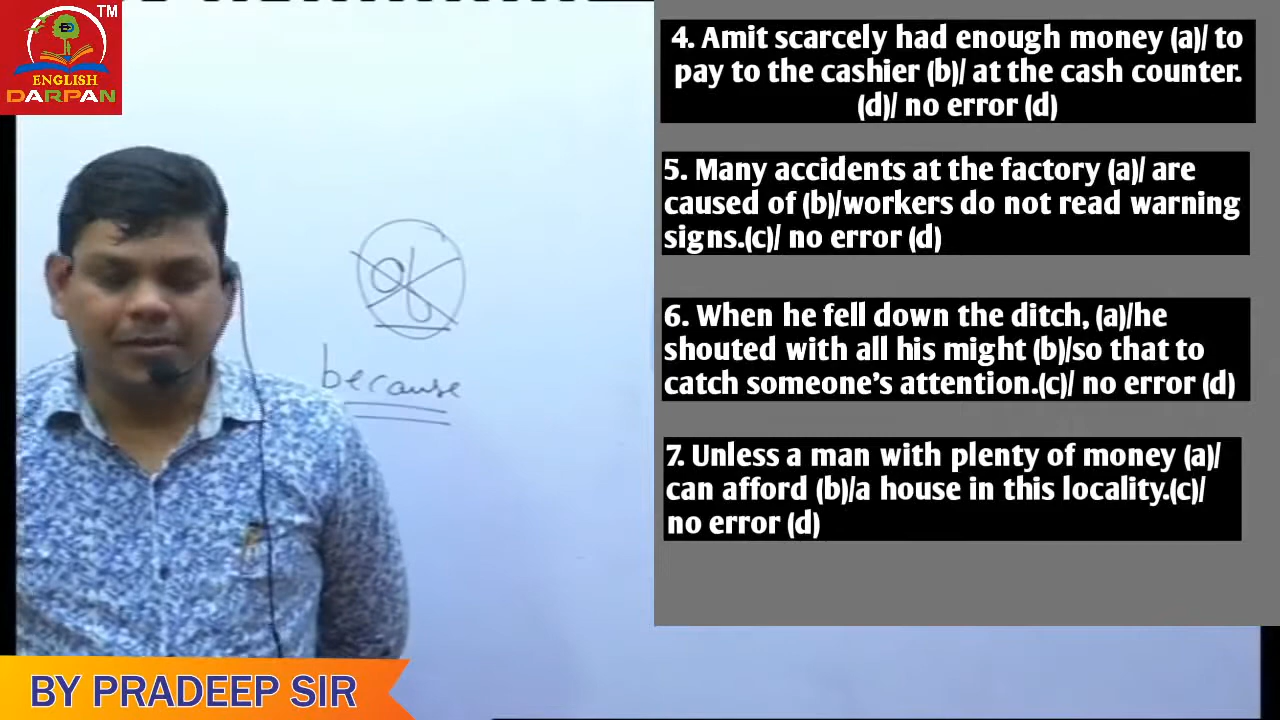 TM
ENGLISH
DARPAN
4. Amit scarcely had enough money (a)/ to
pay to the cashier (b)/ at the cash counter.
(d)/ no error (d)
5. Many accidents at the factory (a)/ are
caused of (b)/workers do not read warning
signs.(c)/ no error (d)
6. When he fell down the ditch, (a)/he
shouted with all his might (b)/so that to
catch someone’s attention.(c)/ no error (d)
7. Unless a man with plenty of money (a)/
can afford (b)/a house in this locality.(c)/
no error (d)
of
because
BY PRADEEP SIR